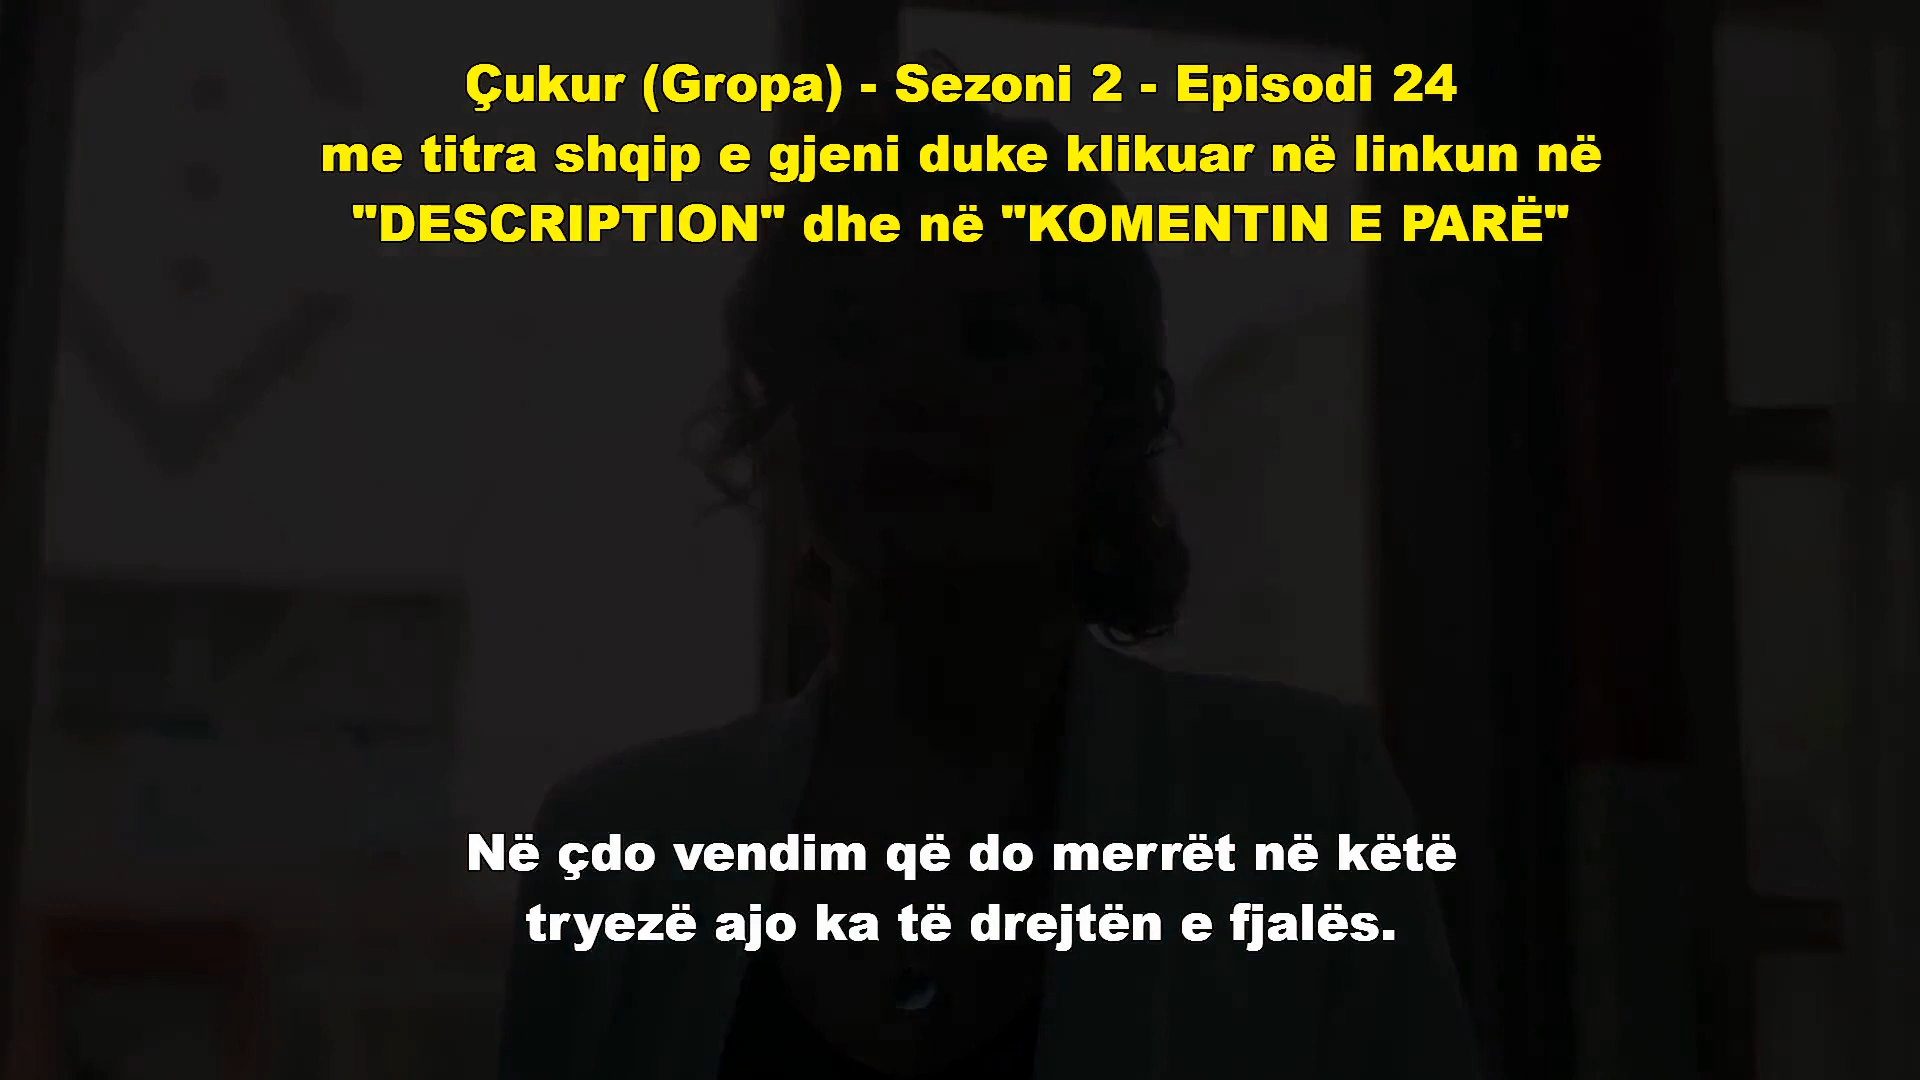 Çukur (Gropa) - Sezoni 2 - Episodi 24
me titra shqip e gjeni duke klikuar në linkun në
"DESCRIPTION" dhe në "KOMENTIN E PARË"
Në çdo vendim që do merrët në këtë
tryezë ajo ka të drejtën e fjalës.